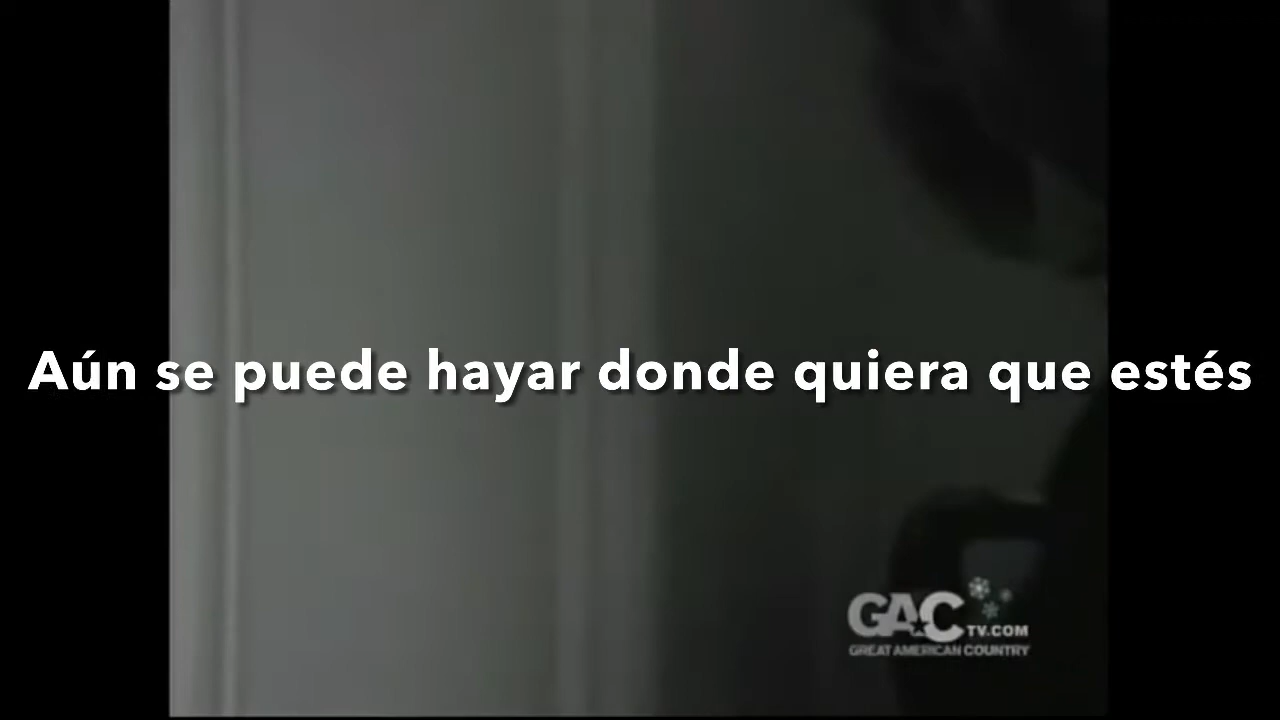 Aún se puede hayar donde quiera que estés
GAC TV.COM
GREAT AMERICAN COUNTRY